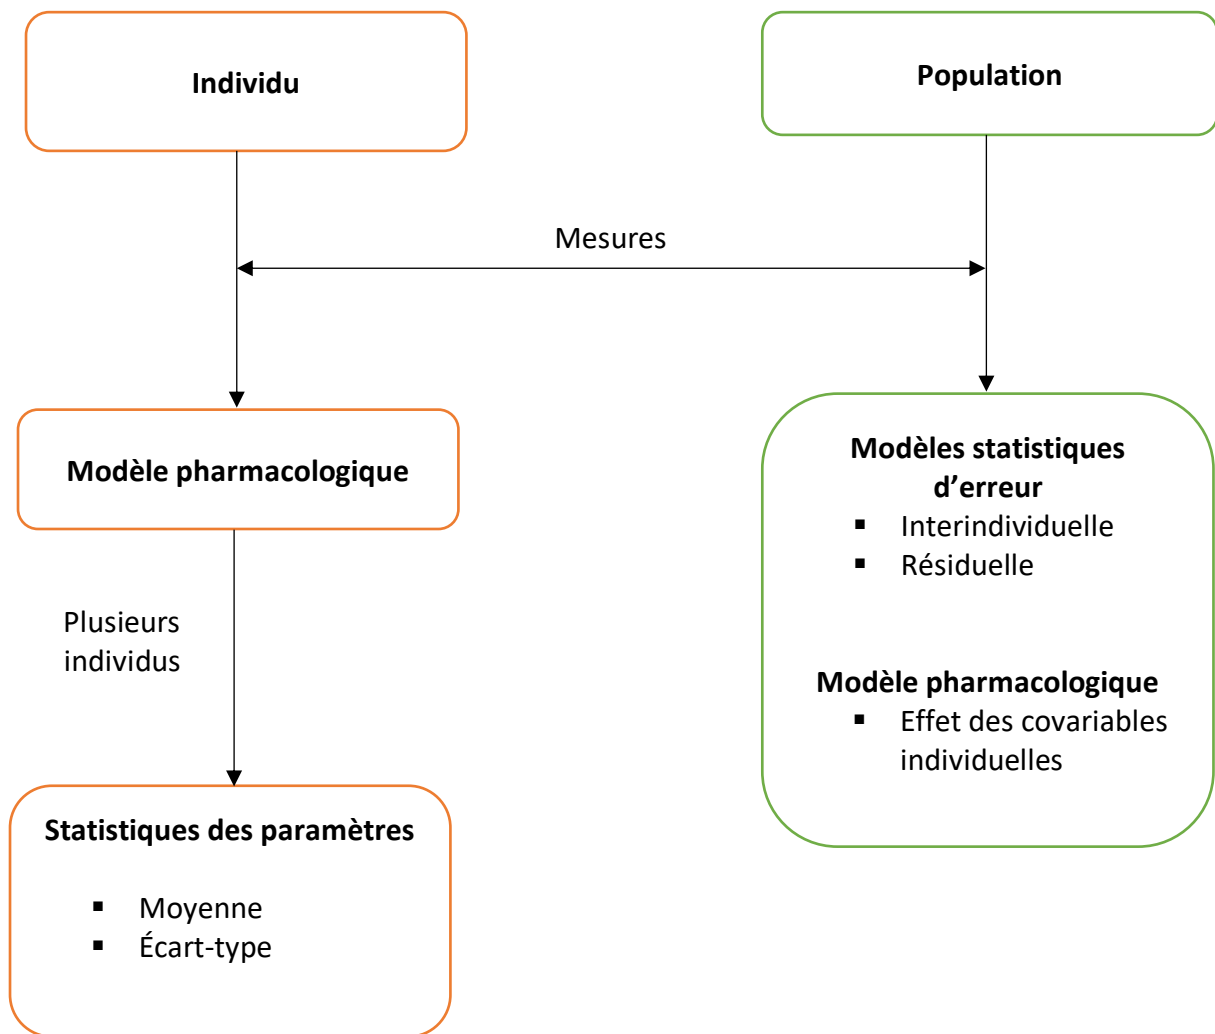 Individu
Population
Mesures
Modèle pharmacologique
Plusieurs
individus
Statistiques des paramètres
▪ Moyenne
▪ Écart-type
Modèles statistiques
d’erreur
▪ Interindividuelle
▪ Résiduelle
Modèle pharmacologique
▪ Effet des covariables
individuelles